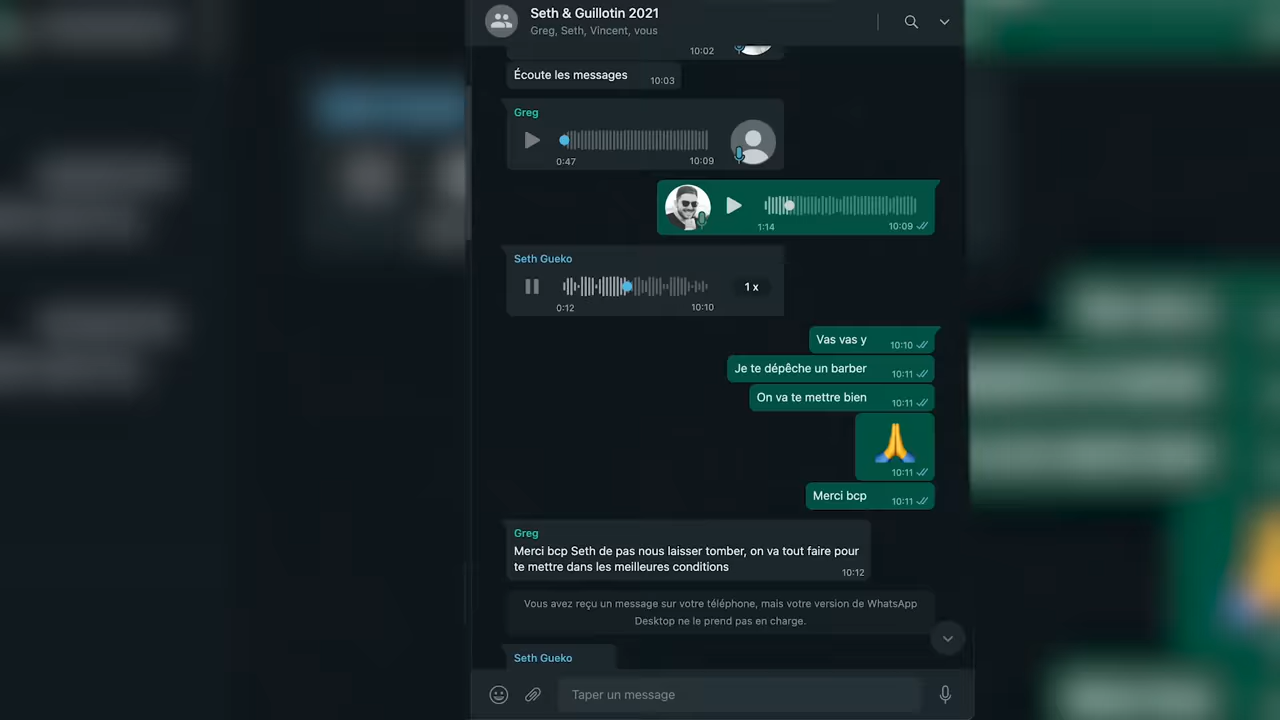 Seth & Guillotin 2021
Greg, Seth, Vincent, vous
10:02
Écoute les messages 10:03
Greg
0:47 10:09
1:14 10:09
Seth Gueko
1 x
0:12 10:10
Vas vas y 10:10
Je te dépêche un barber 10:11
On va te mettre bien 10:11
10:11
Merci bcp 10:11
Greg
Merci bcp Seth de pas nous laisser tomber, on va tout faire pour
te mettre dans les meilleures conditions
10:12
Vous avez reçu un message sur votre téléphone, mais votre version de WhatsApp
Desktop ne le prend pas en charge.
Seth Gueko
Taper un message